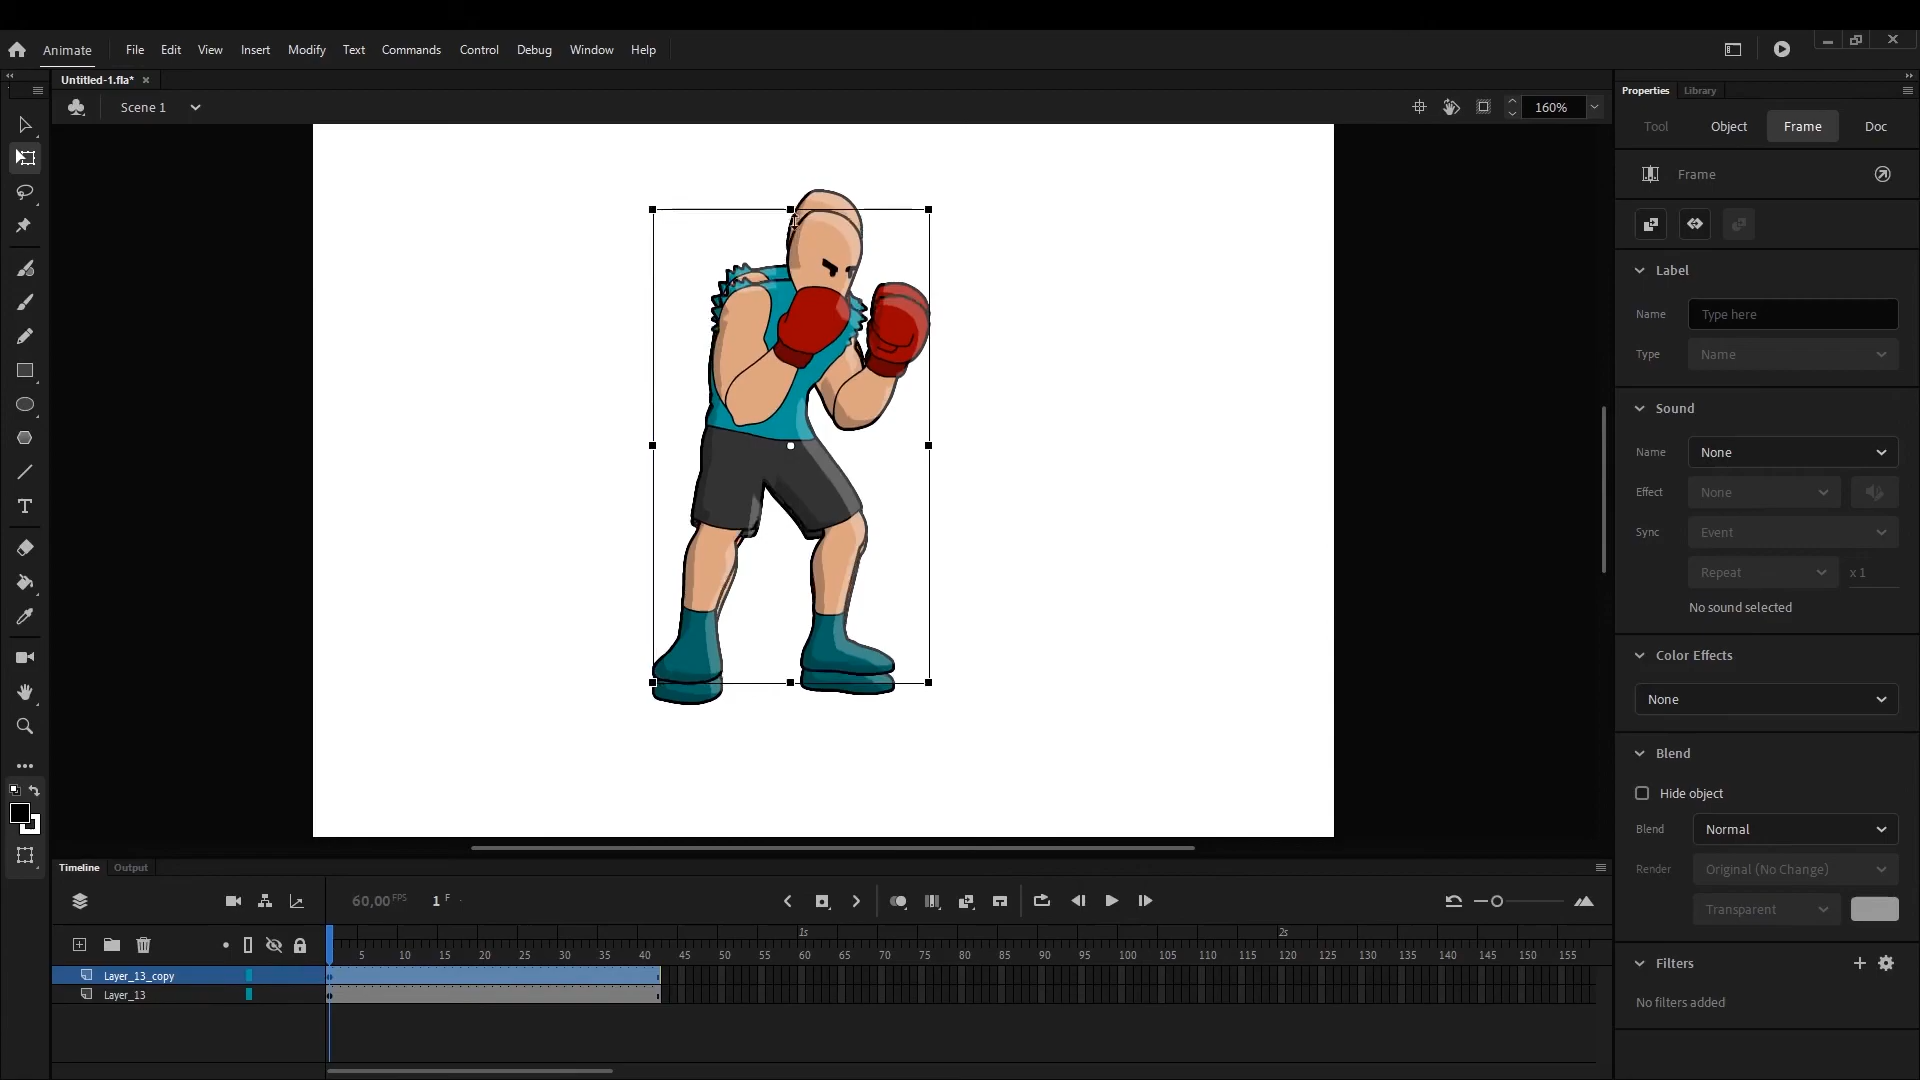 Animate File Edit View Insert Modify Text Commands Control Debug Window Help
Untitled-1.fla*
Scene 1
160%
Properties Library
Tool Object Frame Doc
Frame
Label
Name Type here
Type Name
Sound
Name None
Effect None
Sync Event
Repeat x 1
No sound selected
Color Effects
None
Blend
Hide object
Blend Normal
Render Original (No Change)
Transparent
Filters
No filters added
Timeline Output
60,00 FPS 1 F
1s 2s
5 10 15 20 25 30 35 40 45 50 55 60 65 70 75 80 85 90 95 100 105 110 115 120 125 130 135 140 145 150 155
Layer_13_copy
Layer_13